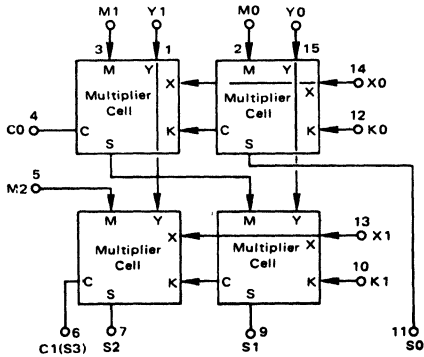 M1 Y1 M0 Y0
3 1 2 15
M Y M Y 14
X X X0
Multiplier Cell Multiplier Cell
4 12
C0 C K C K K0
S S
5
M2
M Y M Y 13
X X X1
Multiplier Cell Multiplier Cell
10
C K C K K1
S S
6 7 9 11
C1(S3) S2 S1 S0